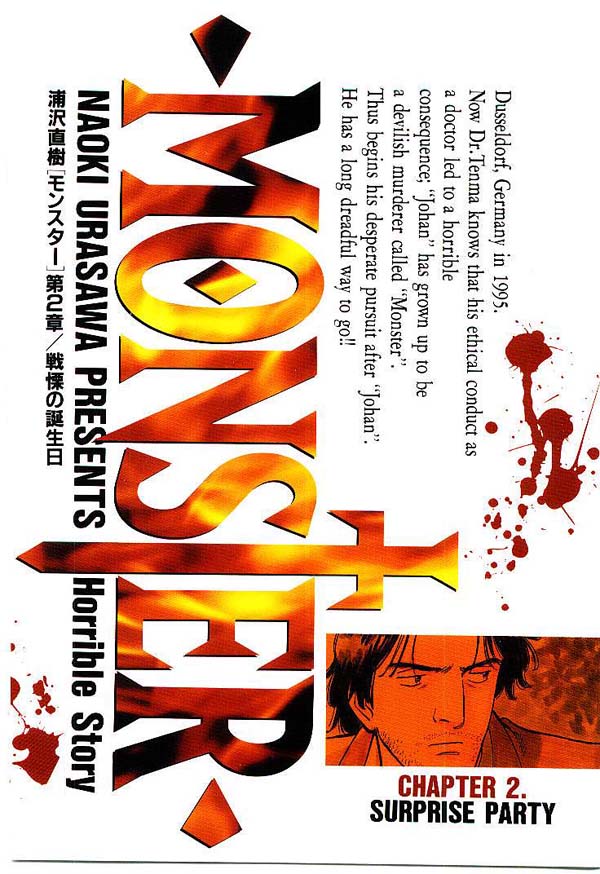 Dusseldorf, Germany in 1995.
Now Dr.Tenma knows that his ethical conduct as
a doctor led to a horrible
consequence; "Johan" has grown up to be
a devilish murderer called "Monster".
Thus begins his desperate pursuit after "Johan".
He has a long dreadful way to go!!
MONSTER
NAOKI URASAWA PRESENTS Horrible Story
浦沢直樹[モンスター]第2章/戦慄の誕生日
CHAPTER 2.
SURPRISE PARTY